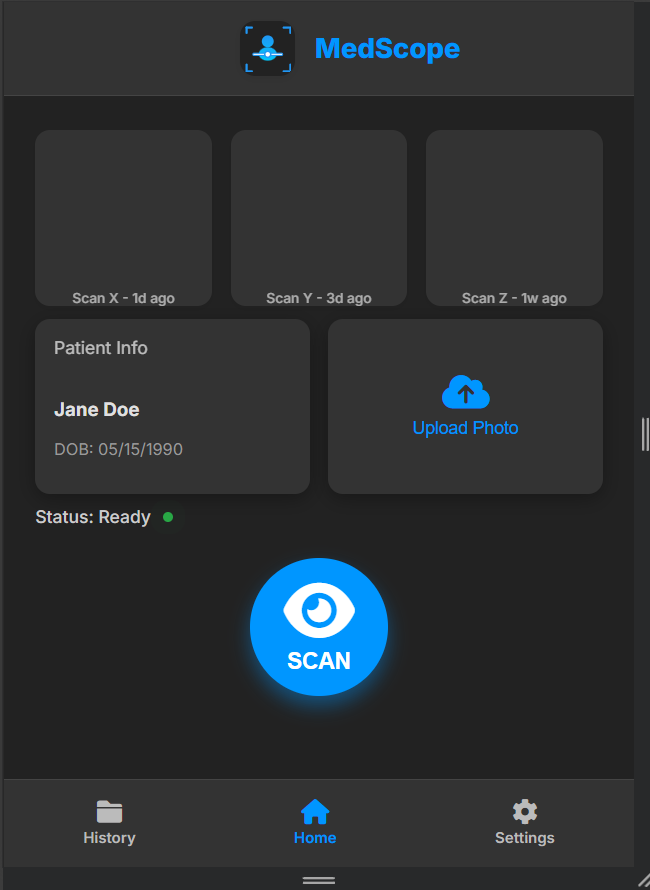 MedScope
Scan X - 1d ago
Scan Y - 3d ago
Scan Z - 1w ago
Patient Info
Jane Doe
DOB: 05/15/1990
Upload Photo
Status: Ready
SCAN
History
Home
Settings